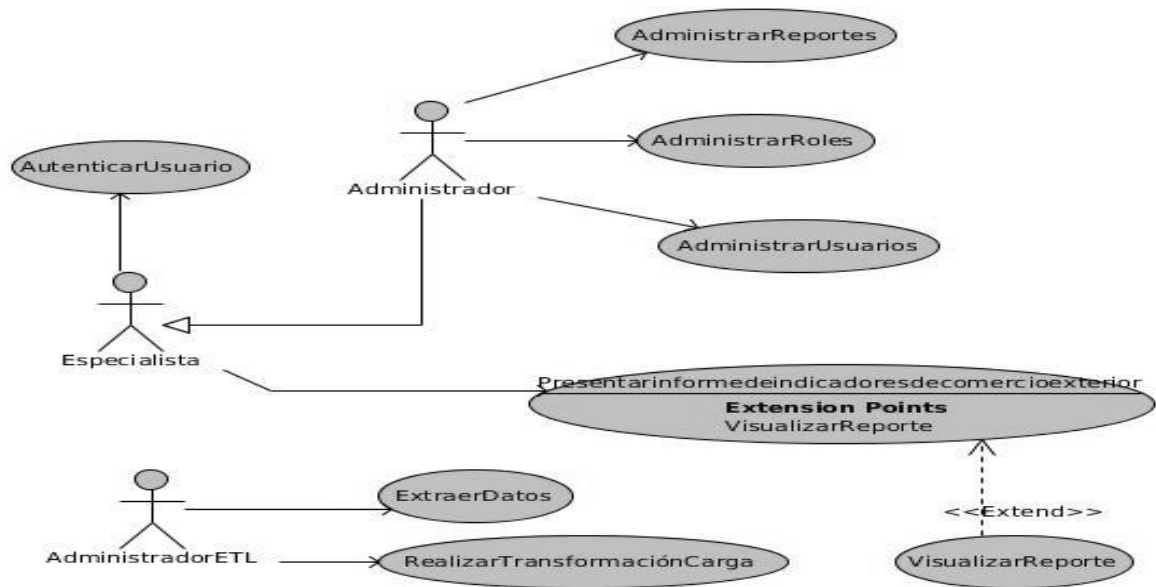 AdministrarReportes
AdministrarRoles
AutenticarUsuario
Administrador
AdministrarUsuarios
Especialista
Presentarinformedeindicadoresdecomercioexterior
Extension Points
VisualizarReporte
ExtraerDatos
<<Extend>>
AdministradorETL
RealizarTransformaciónCarga
VisualizarReporte